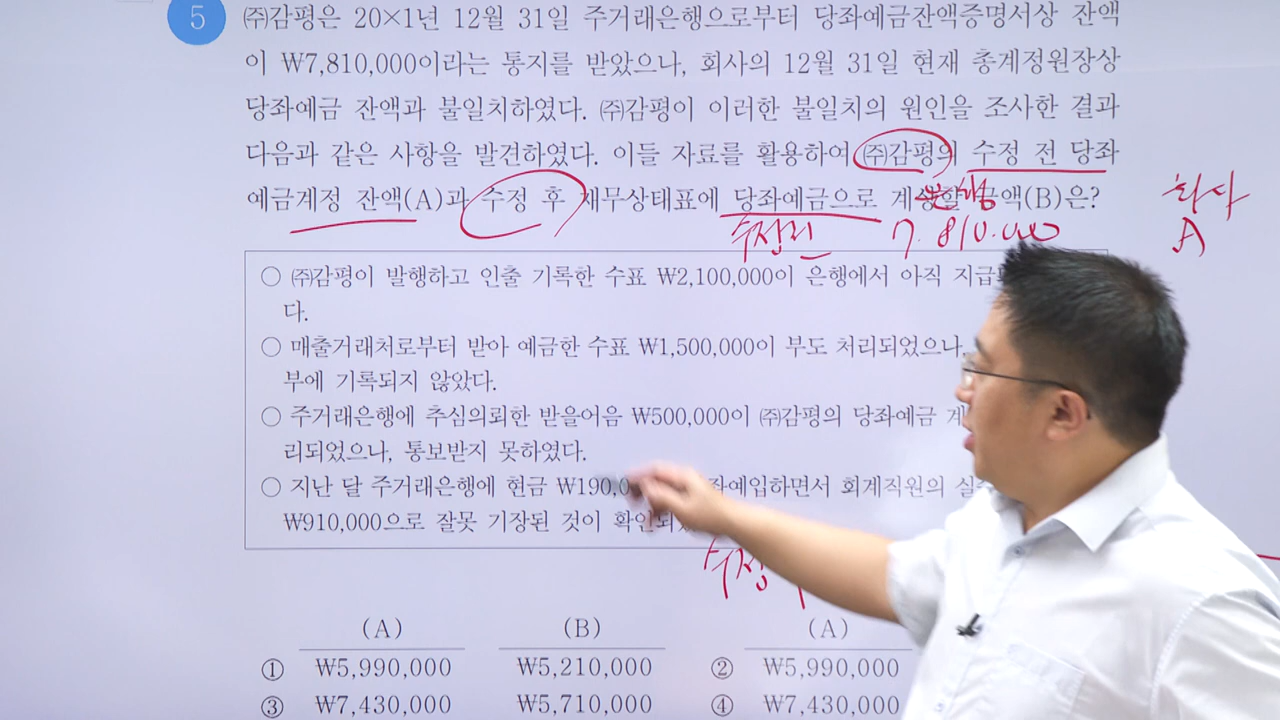 5
㈜감평은 20×1년 12월 31일 주거래은행으로부터 당좌예금잔액증명서상 잔액
이 ₩7,810,000이라는 통지를 받았으나, 회사의 12월 31일 현재 총계정원장상
당좌예금 잔액과 불일치하였다. ㈜감평이 이러한 불일치의 원인을 조사한 결과
다음과 같은 사항을 발견하였다. 이들 자료를 활용하여 ㈜감평의 수정 전 당좌
예금계정 잔액(A)과 수정 후 재무상태표에 당좌예금으로 계상할 금액(B)은?
은행 회사
수정전 7.810.000 A
○ ㈜감평이 발행하고 인출 기록한 수표 ₩2,100,000이 은행에서 아직 지급
다.
○ 매출거래처로부터 받아 예금한 수표 ₩1,500,000이 부도 처리되었으나,
부에 기록되지 않았다.
○ 주거래은행에 추심의뢰한 받을어음 ₩500,000이 ㈜감평의 당좌예금
리되었으나, 통보받지 못하였다.
○ 지난 달 주거래은행에 현금 ₩190,0 좌예입하면서 회계직원의
₩910,000으로 잘못 기장된 것이 확인되
수정
(A) (B) (A)
① ₩5,990,000 ₩5,210,000 ② ₩5,990,000
③ ₩7,430,000 ₩5,710,000 ④ ₩7,430,000